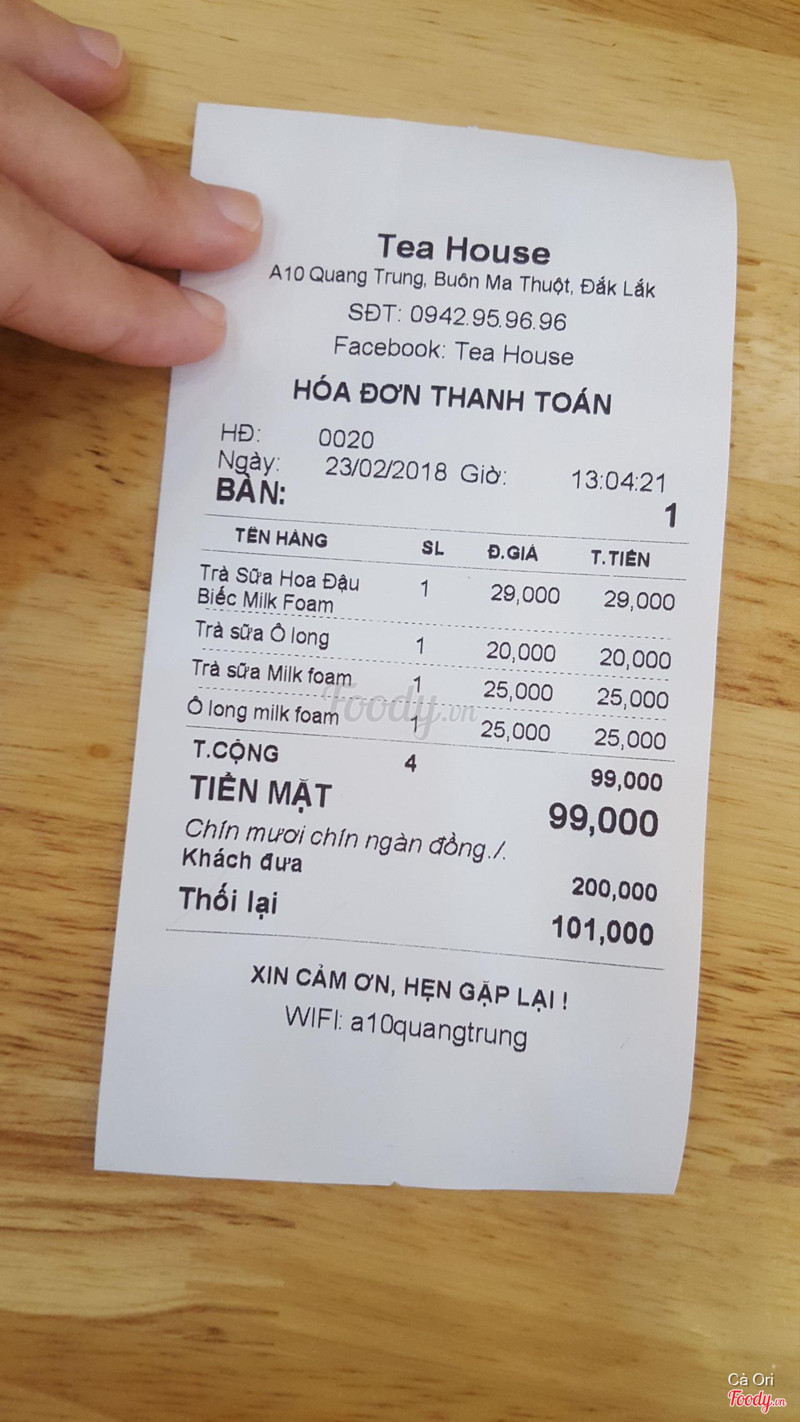 Tea House
A10 Quang Trung, Buôn Ma Thuột, Đắk Lắk
SĐT: 0942.95.96.96
Facebook: Tea House
HÓA ĐƠN THANH TOÁN
HĐ: 0020
Ngày: 23/02/2018 Giờ: 13:04:21
BÀN: 1
TÊN HÀNG SL Đ.GIÁ T.TIỀN
Trà Sữa Hoa Đậu 1 29,000 29,000
Biếc Milk Foam
Trà sữa Ô long 1 20,000 20,000
Trà sữa Milk foam 1 25,000 25,000
Ô long milk foam 1 25,000 25,000
T.CỘNG 4 99,000
TIỀN MẶT 99,000
Chín mươi chín ngàn đồng./.
Khách đưa 200,000
Thối lại 101,000
XIN CẢM ƠN, HẸN GẶP LẠI !
WIFI: a10quangtrung
Foody.vn
Cà Ori
Foody.vn